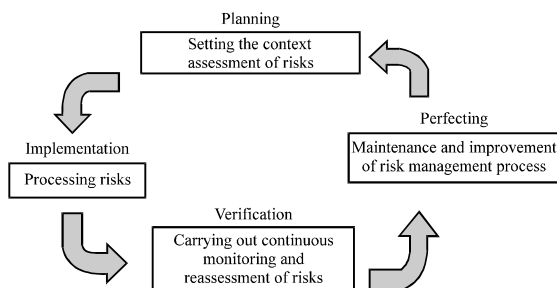 Planning
Setting the context
assessment of risks
Implementation
Processing risks
Verification
Carrying out continuous
monitoring and
reassessment of risks
Perfecting
Maintenance and improvement
of risk management process